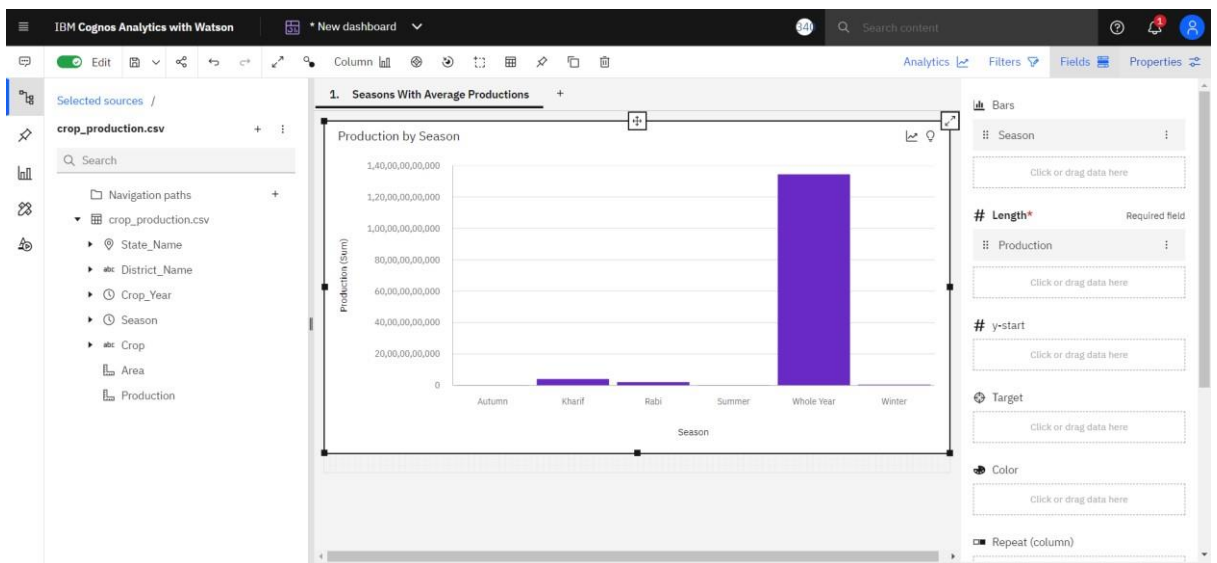 IBM Cognos Analytics with Watson
* New dashboard
Search content
Edit
Column
Analytics
Filters
Fields
Properties
Selected sources /
crop_production.csv
Search
Navigation paths
crop_production.csv
State_Name
abc District_Name
Crop_Year
Season
abc Crop
Area
Production
1. Seasons With Average Productions
Production by Season
Production (Sum)
1,40,00,00,00,000
1,20,00,00,00,000
1,00,00,00,00,000
80,00,00,00,000
60,00,00,00,000
40,00,00,00,000
20,00,00,00,000
0
Autumn Kharif Rabi Summer Whole Year Winter
Season
Bars
Season
Click or drag data here
# Length* Required field
Production
Click or drag data here
# y-start
Click or drag data here
Target
Click or drag data here
Color
Click or drag data here
Repeat (column)